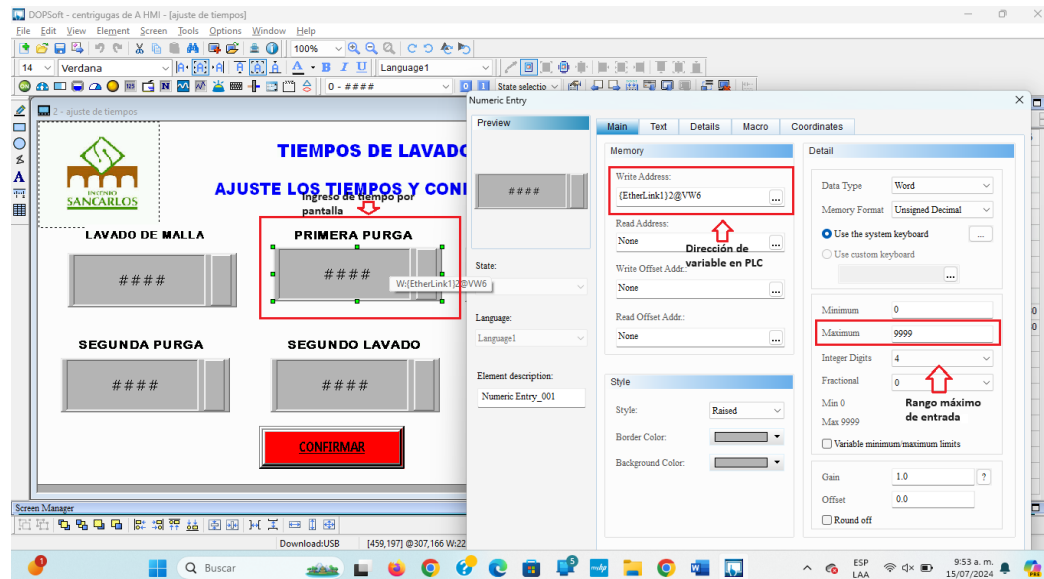 DOPSoft - centrigugas de A HMI - [ajuste de tiempos]
File Edit View Element Screen Tools Options Window Help
100%
14 Verdana A B I U Language1
0 - #### 0 1 State selectio
2 - ajuste de tiempos
INGENIO
SANCARLOS
TIEMPOS DE LAVADO
AJUSTE LOS TIEMPOS Y CONF
Ingreso de tiempo por
pantalla
LAVADO DE MALLA
PRIMERA PURGA
####
####
W:{EtherLink1}2@VW6
SEGUNDA PURGA
SEGUNDO LAVADO
####
####
CONFIRMAR
Numeric Entry
Preview
####
State:
Language:
Language1
Element description:
Numeric Entry_001
Main Text Details Macro Coordinates
Memory
Write Address:
{EtherLink1}2@VW6 ...
Read Address:
None ...
Dirección de
variable en PLC
Write Offset Addr.:
None ...
Read Offset Addr.:
None ...
Style
Style: Raised
Border Color:
Background Color:
Detail
Data Type Word
Memory Format Unsigned Decimal
Use the system keyboard ...
Use custom keyboard
...
Minimum 0
Maximum 9999
Integer Digits 4
Fractional 0
Min 0
Max 9999
Rango máximo
de entrada
Variable minimum/maximum limits
Gain 1.0 ?
Offset 0.0
Round off
Screen Manager
Download:USB [459,197] @307,166 W:22
Buscar
ESP
LAA
9:53 a. m.
15/07/2024